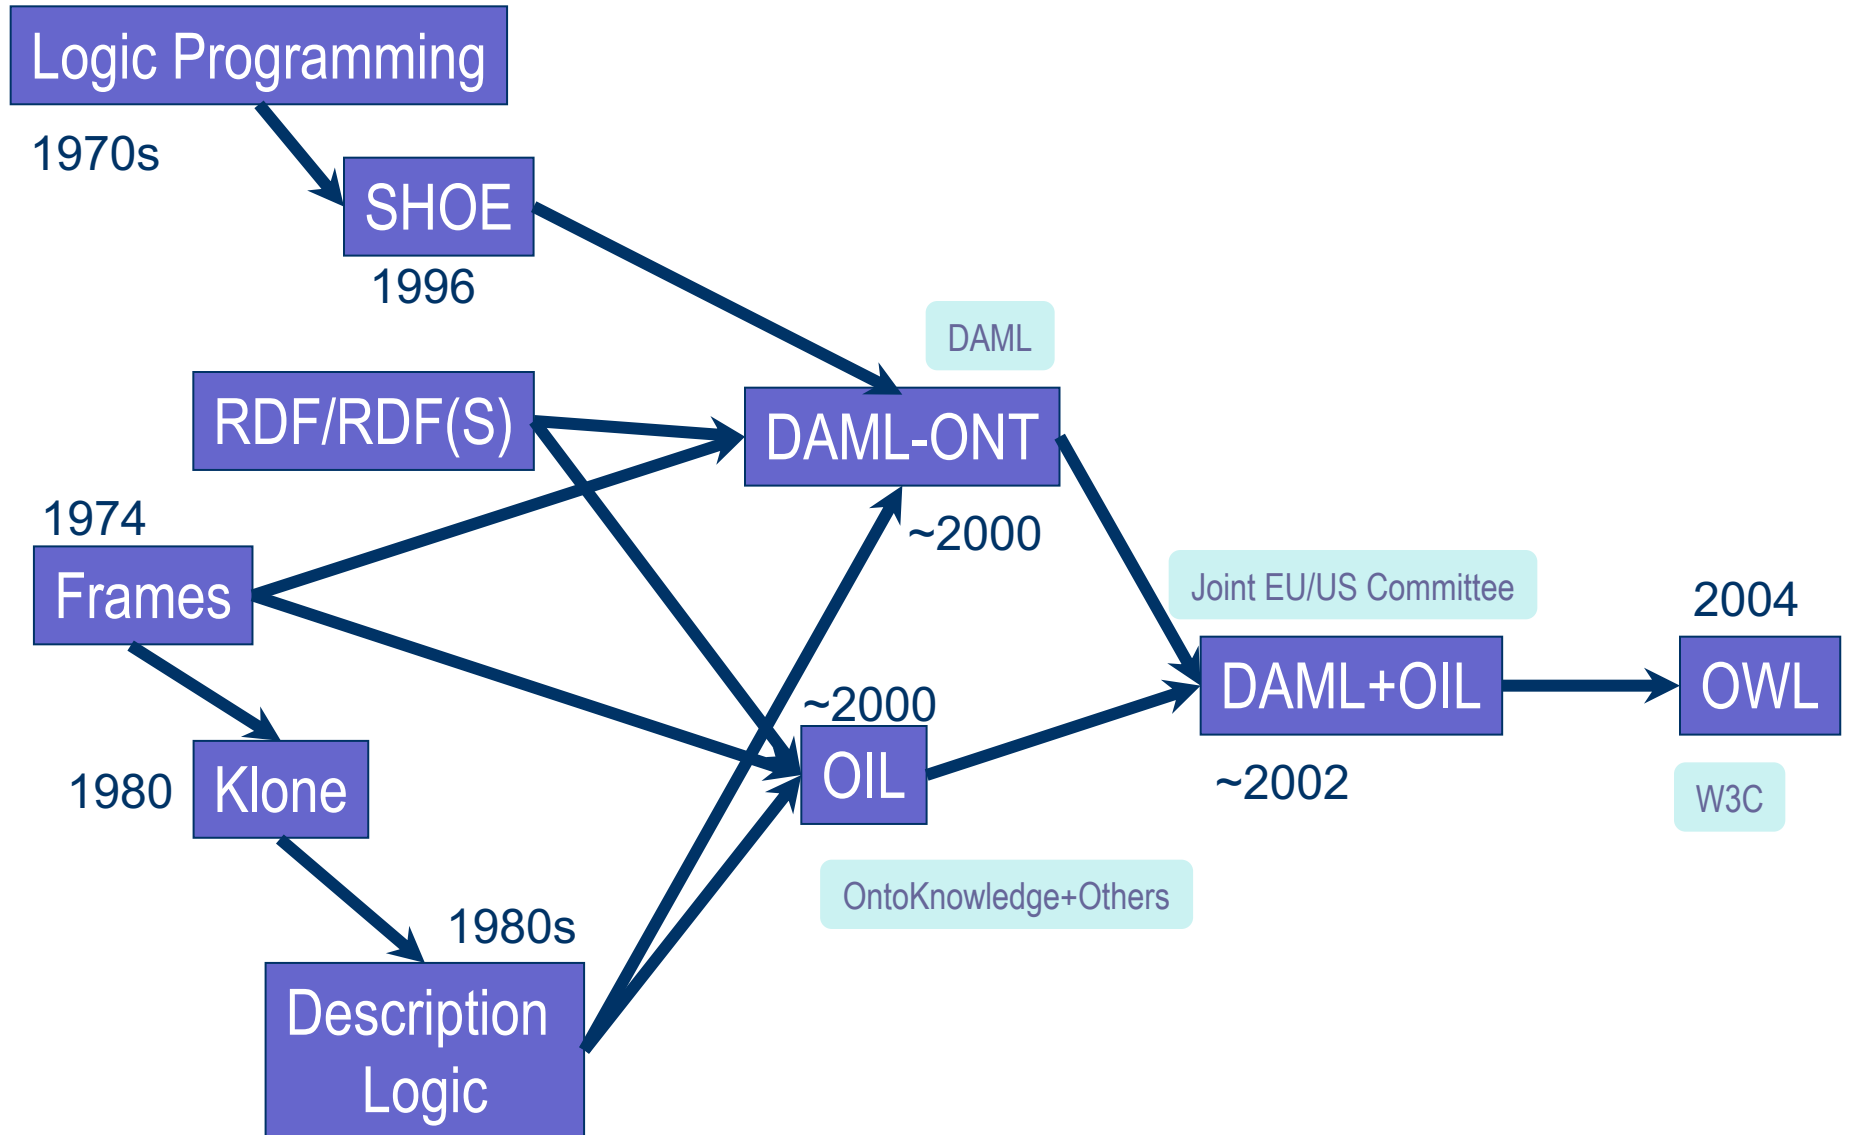 Logic Programming
1970s
SHOE
1996
DAML
RDF/RDF(S)
DAML-ONT
~2000
1974
Frames
Joint EU/US Committee
2004
DAML+OIL
OWL
~2002
W3C
~2000
OIL
1980
Klone
OntoKnowledge+Others
1980s
Description
Logic